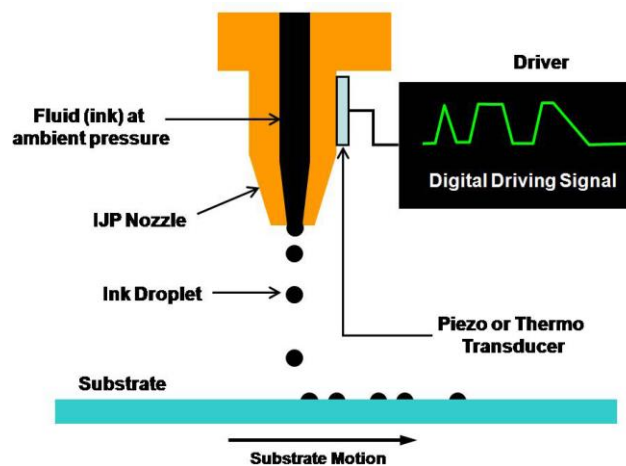 Driver
Fluid (ink) at
ambient pressure
Digital Driving Signal
IJP Nozzle
Ink Droplet
Piezo or Thermo
Transducer
Substrate
Substrate Motion